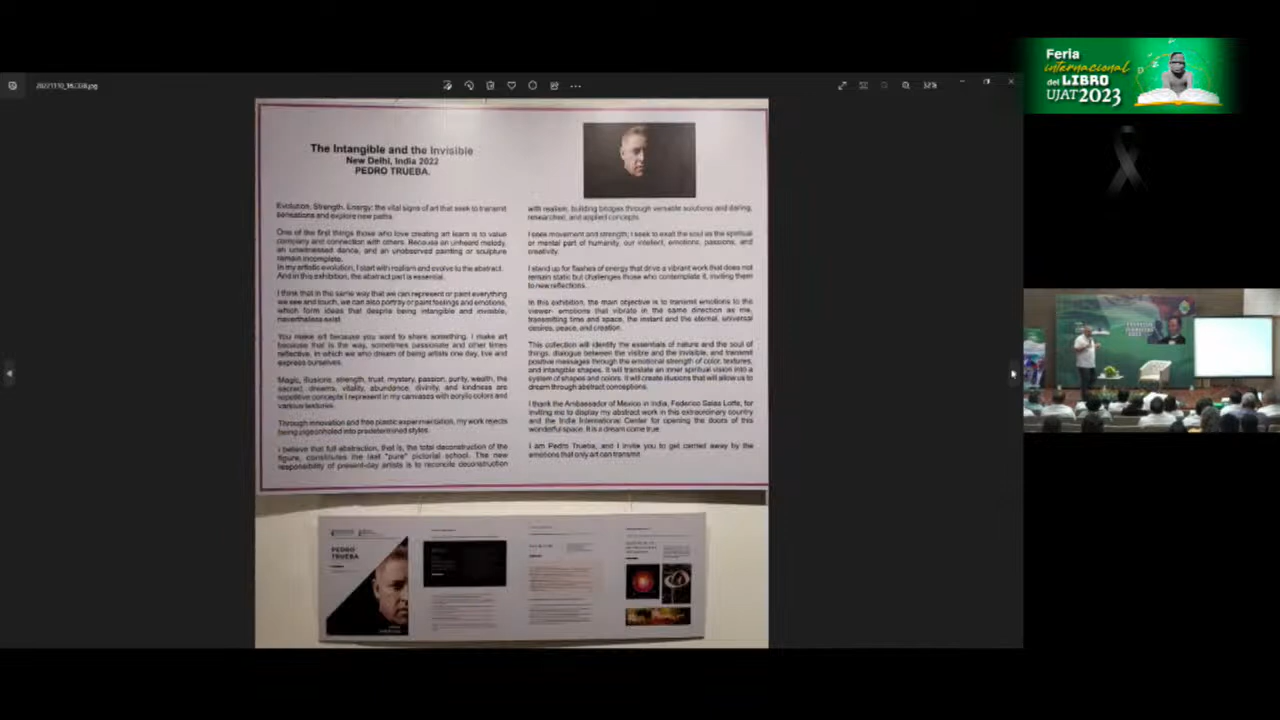 Feria
internacional
del LIBRO
UJAT 2023
32%
The Intangible and the Invisible
New Delhi, India 2022
PEDRO TRUEBA.
Evolution, Strength, Energy: the vital signs of art that seek to transmit
sensations and explore new paths.
One of the first things those who love creating art learn is to value
company and connection with others. Because an unheard melody,
an unwitnessed dance, and an unobserved painting or sculpture
remain incomplete.
In my artistic evolution, I start with realism and evolve to the abstract.
And in this exhibition, the abstract part is essential.
I think that in the same way that we can represent or paint everything
we see and touch, we can also portray or paint feelings and emotions,
which form ideas that despite being intangible and invisible,
nevertheless exist.
You make art because you want to share something. I make art
because that is the way, sometimes passionate and other times
reflective, in which we who dream of being artists one day, live and
express ourselves.
Magic, illusions, strength, trust, mystery, passion, purity, wealth, the
sacred, dreams, vitality, abundance, divinity, and kindness are
repetitive concepts I represent in my canvases with acrylic colors and
various textures.
Through innovation and free plastic experimentation, my work rejects
being pigeonholed into predetermined styles.
I believe that full abstraction, that is, the total deconstruction of the
figure, constitutes the last "pure" pictorial school. The new
responsibility of present-day artists is to reconcile deconstruction
with realism, building bridges through versatile solutions and daring,
researched, and applied concepts.
I seek movement and strength; I seek to exalt the soul as the spiritual
or mental part of humanity, our intellect, emotions, passions, and
creativity.
I stand up for flashes of energy that drive a vibrant work that does not
remain static but challenges those who contemplate it, inviting them
to new reflections.
In this exhibition, the main objective is to transmit emotions to the
viewer- emotions that vibrate in the same direction as me,
transmitting time and space, the instant and the eternal, universal
desires, peace, and creation.
This collection will identify the essentials of nature and the soul of
things, dialogue between the visible and the invisible, and transmit
positive messages through the emotional strength of color, textures,
and intangible shapes. It will translate an inner spiritual vision into a
system of shapes and colors. It will create illusions that will allow us to
dream through abstract conceptions.
I thank the Ambassador of Mexico in India, Federico Salas Lotfe, for
inviting me to display my abstract work in this extraordinary country
and the India International Center for opening the doors of this
wonderful space. It is a dream come true.
I am Pedro Trueba, and I invite you to get carried away by the
emotions that only art can transmit.
PEDRO
TRUEBA